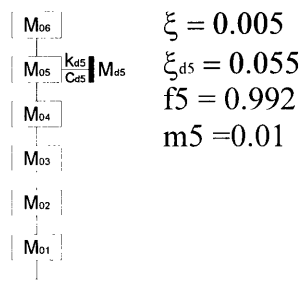 M06
M05 kd5 Cd5 Md5
M04
M03
M02
M01
ξ = 0.005
ξd5 = 0.055
f5 = 0.992
m5 =0.01